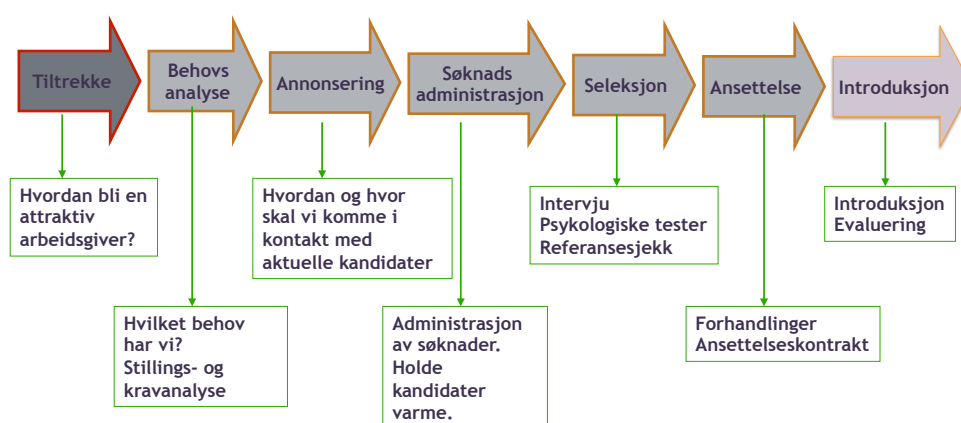 Tiltrekke
Behovs
analyse
Annonsering
Søknads
administrasjon
Seleksjon
Ansettelse
Introduksjon
Hvordan bli en
attraktiv
arbeidsgiver?
Hvordan og hvor
skal vi komme i
kontakt med
aktuelle kandidater
Intervju
Psykologiske tester
Referansesjekk
Introduksjon
Evaluering
Hvilket behov
har vi?
Stillings- og
kravanalyse
Administrasjon
av søknader.
Holde
kandidater
varme.
Forhandlinger
Ansettelseskontrakt